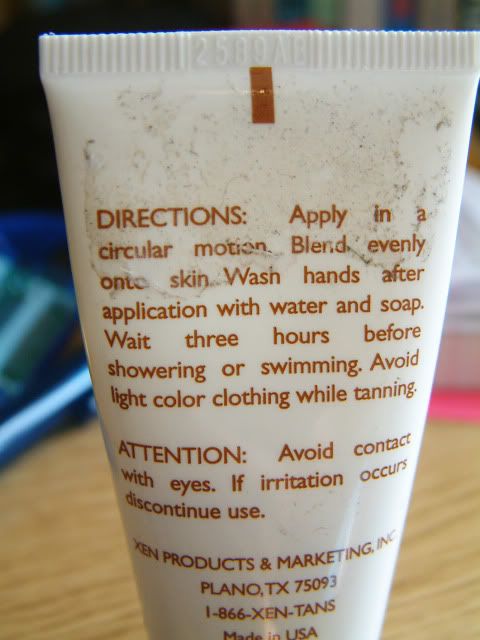 2589AB
DIRECTIONS: Apply in a
circular motion. Blend evenly
onto skin. Wash hands after
application with water and soap.
Wait three hours before
showering or swimming. Avoid
light color clothing while tanning.
ATTENTION: Avoid contact
with eyes. If irritation occurs
discontinue use.
XEN PRODUCTS & MARKETING, INC.
PLANO, TX 75093
1-866-XEN-TANS
Made in USA